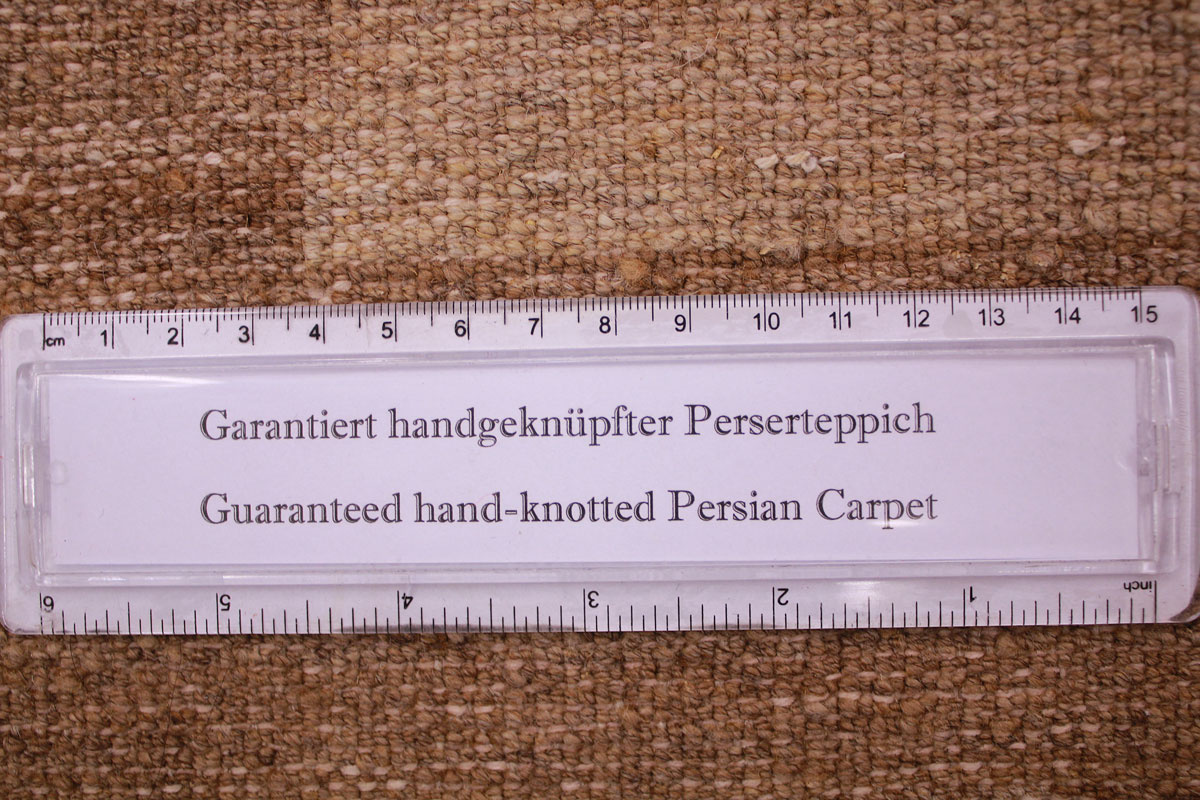 cm 1 2 3 4 5 6 7 8 9 10 11 12 13 14 15
Garantiert handgeknüpfter Perserteppich
Guaranteed hand-knotted Persian Carpet
6 5 4 3 2 1 inch